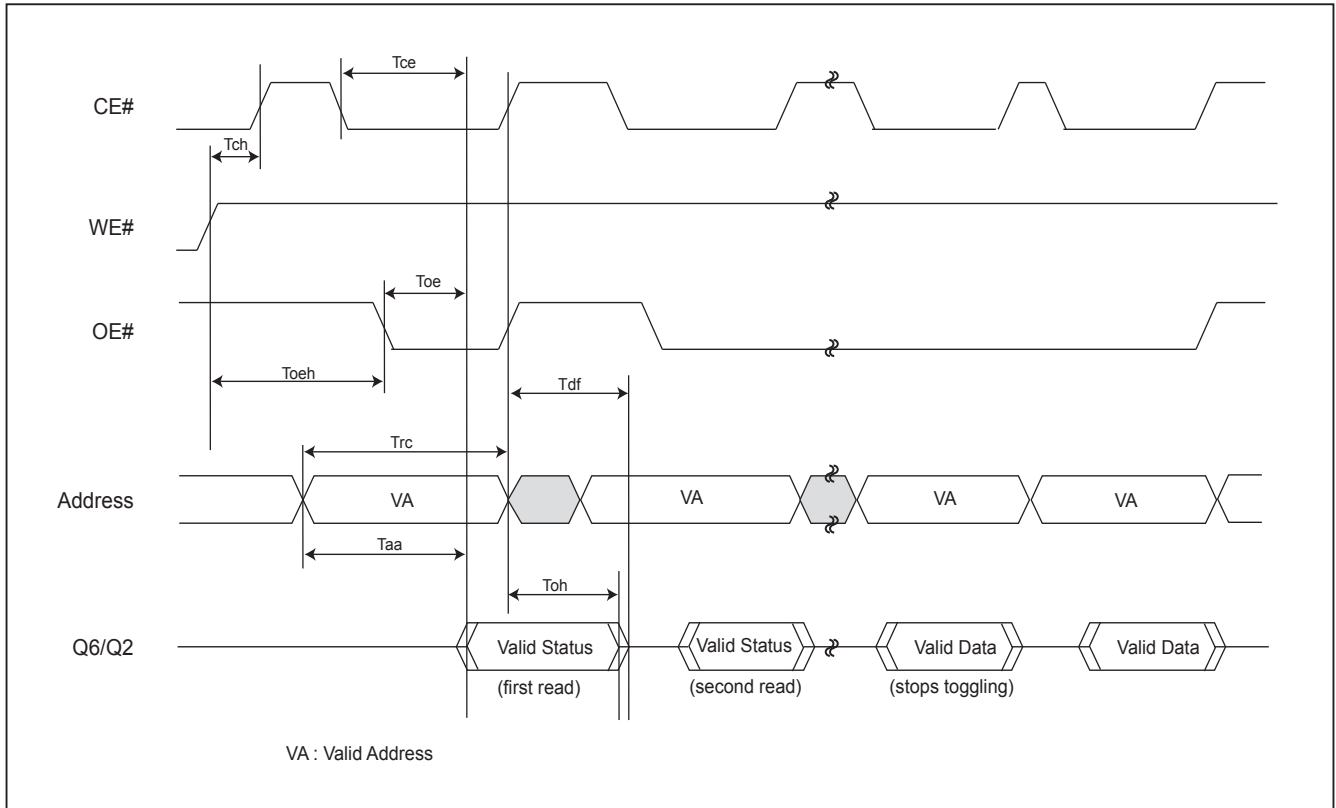 Tce
CE#
Tch
WE#
Toe
OE#
Toeh
Tdf
Trc
Address
VA
VA
VA
VA
Taa
Toh
Q6/Q2
Valid Status
Valid Status
Valid Data
Valid Data
(first read)
(second read)
(stops toggling)
VA : Valid Address